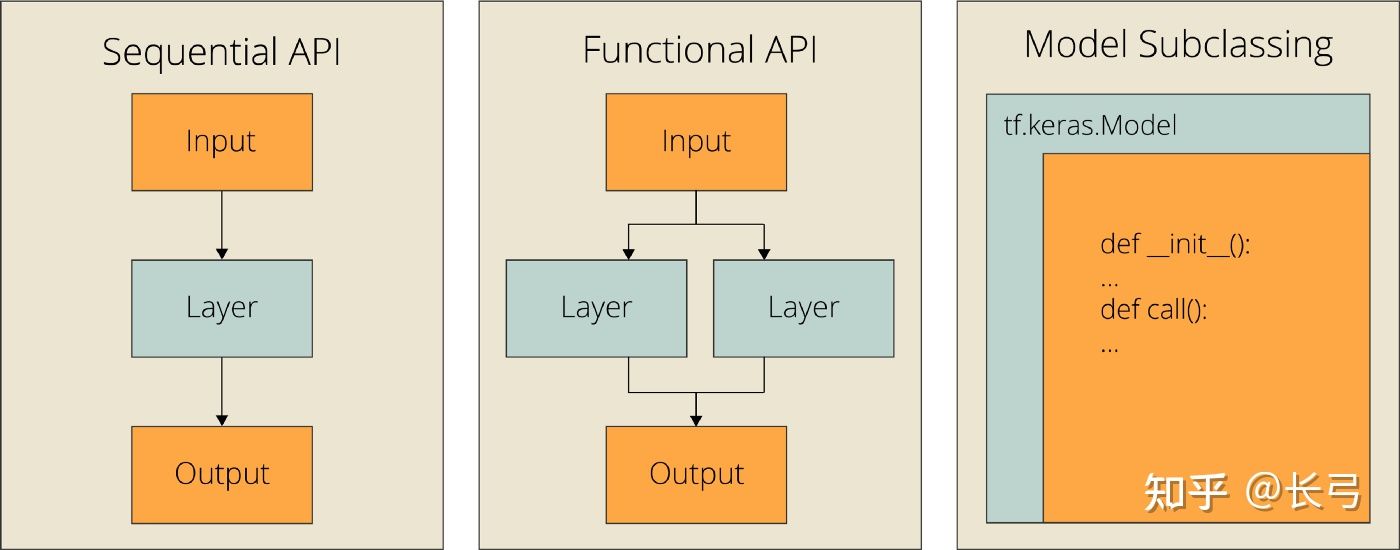 Sequential API
Input
Layer
Output
Functional API
Input
Layer
Layer
Output
Model Subclassing
tf.keras.Model
def __init__():
...
def call():
...
知乎 @长弓